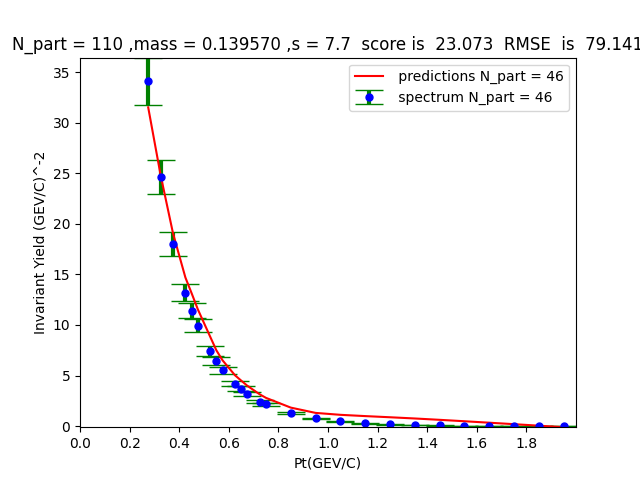 N_part = 110 ,mass = 0.139570 ,s = 7.7  score is  23.073  RMSE  is  79.141
35
30
25
20
15
10
5
0
Invariant Yield (GEV/C)^-2
predictions N_part = 46
spectrum N_part = 46
0.0 0.2 0.4 0.6 0.8 1.0 1.2 1.4 1.6 1.8
Pt(GEV/C)